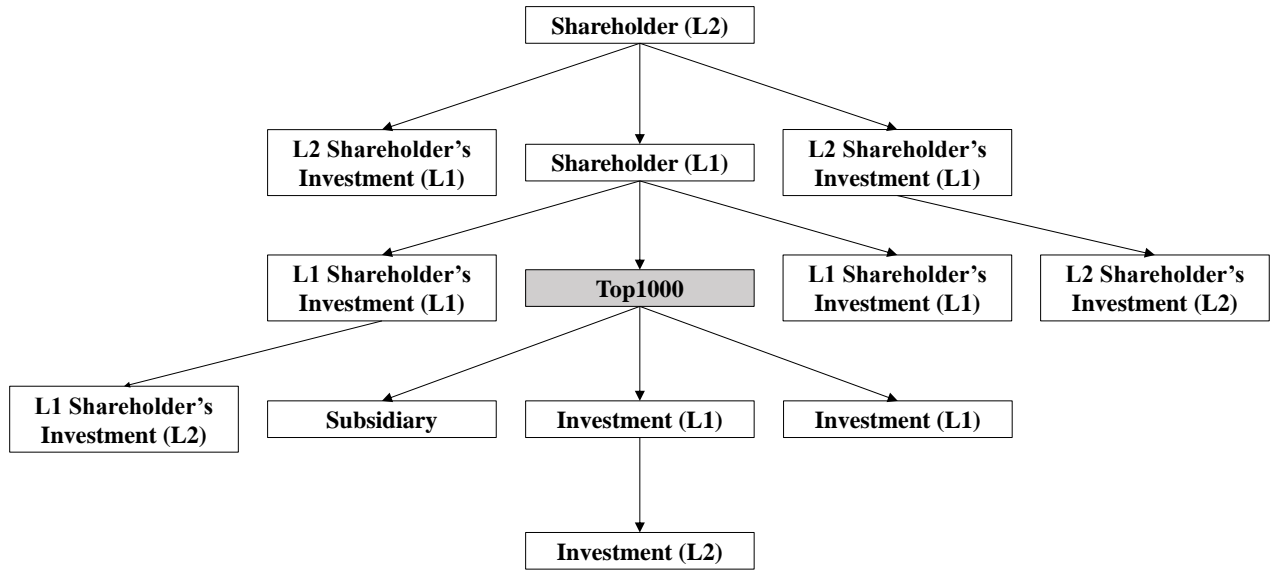 Shareholder (L2)
L2 Shareholder's
Investment (L1)
Shareholder (L1)
L2 Shareholder's
Investment (L1)
L1 Shareholder's
Investment (L1)
Top1000
L1 Shareholder's
Investment (L1)
L2 Shareholder's
Investment (L2)
L1 Shareholder's
Investment (L2)
Subsidiary
Investment (L1)
Investment (L1)
Investment (L2)